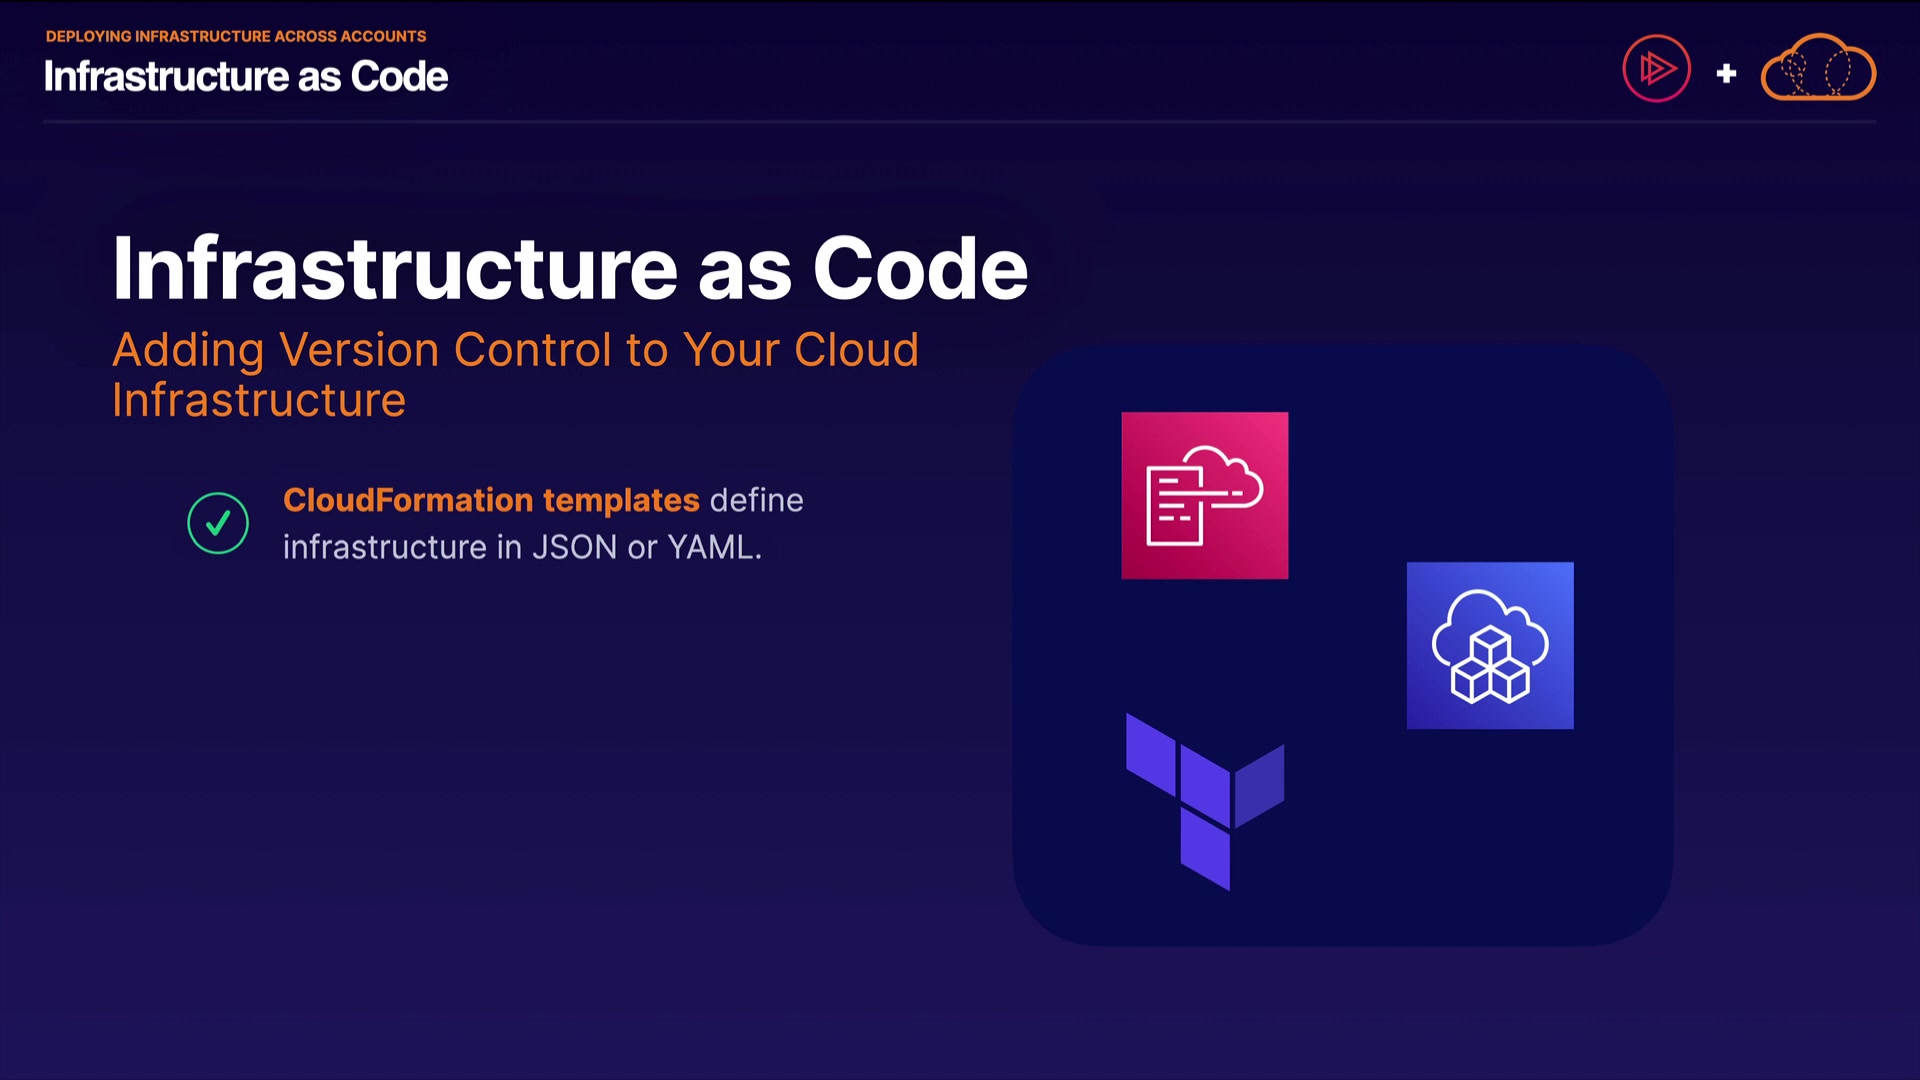 DEPLOYING INFRASTRUCTURE ACROSS ACCOUNTS
Infrastructure as Code
Infrastructure as Code
Adding Version Control to Your Cloud
Infrastructure
CloudFormation templates define
infrastructure in JSON or YAML.